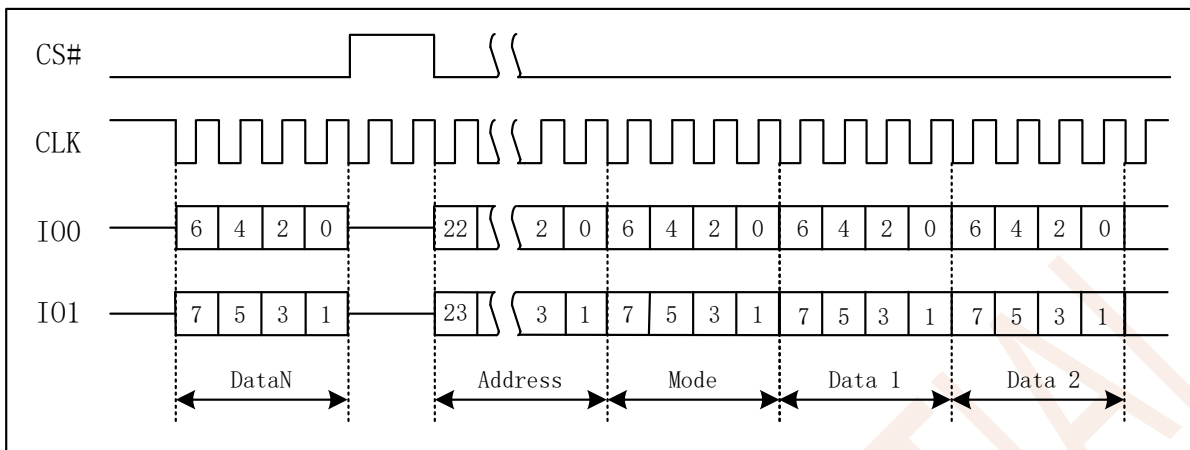 CS#
CLK
IO0 6 4 2 0 22 2 0 6 4 2 0 6 4 2 0 6 4 2 0
IO1 7 5 3 1 23 3 1 7 5 3 1 7 5 3 1 7 5 3 1
DataN Address Mode Data 1 Data 2